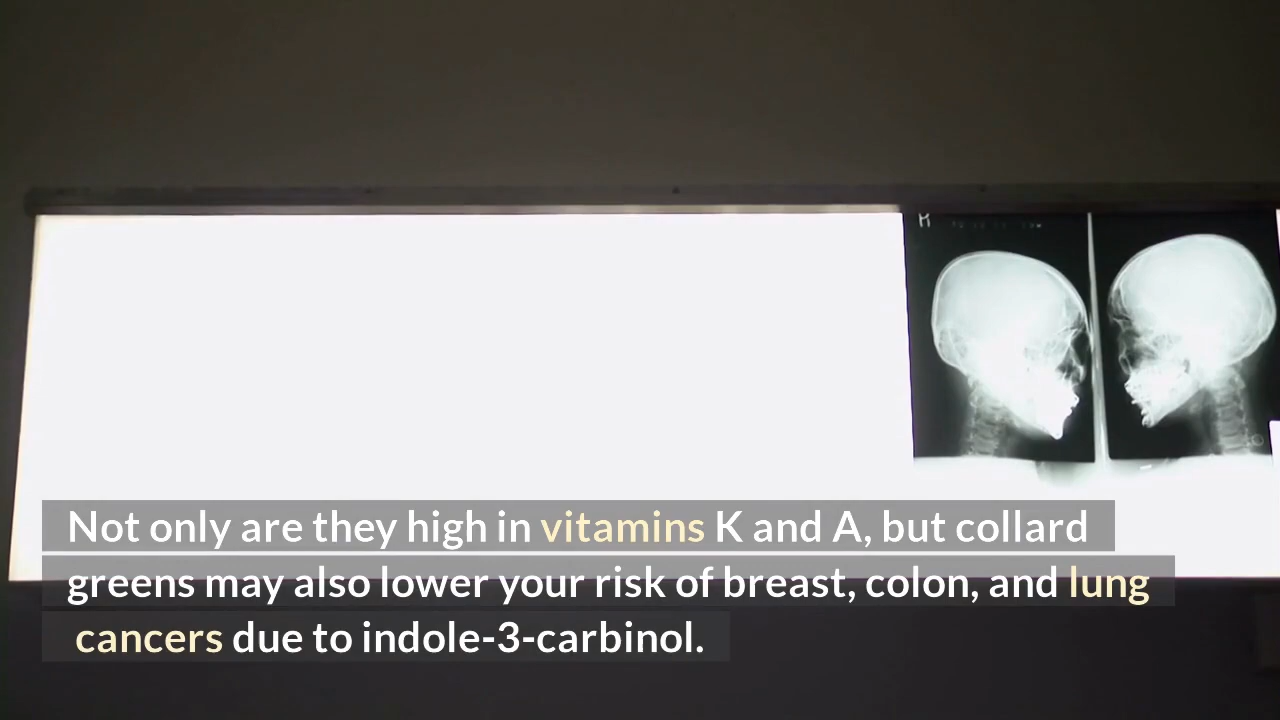 R
Not only are they high in vitamins K and A, but collard
greens may also lower your risk of breast, colon, and lung
cancers due to indole-3-carbinol.